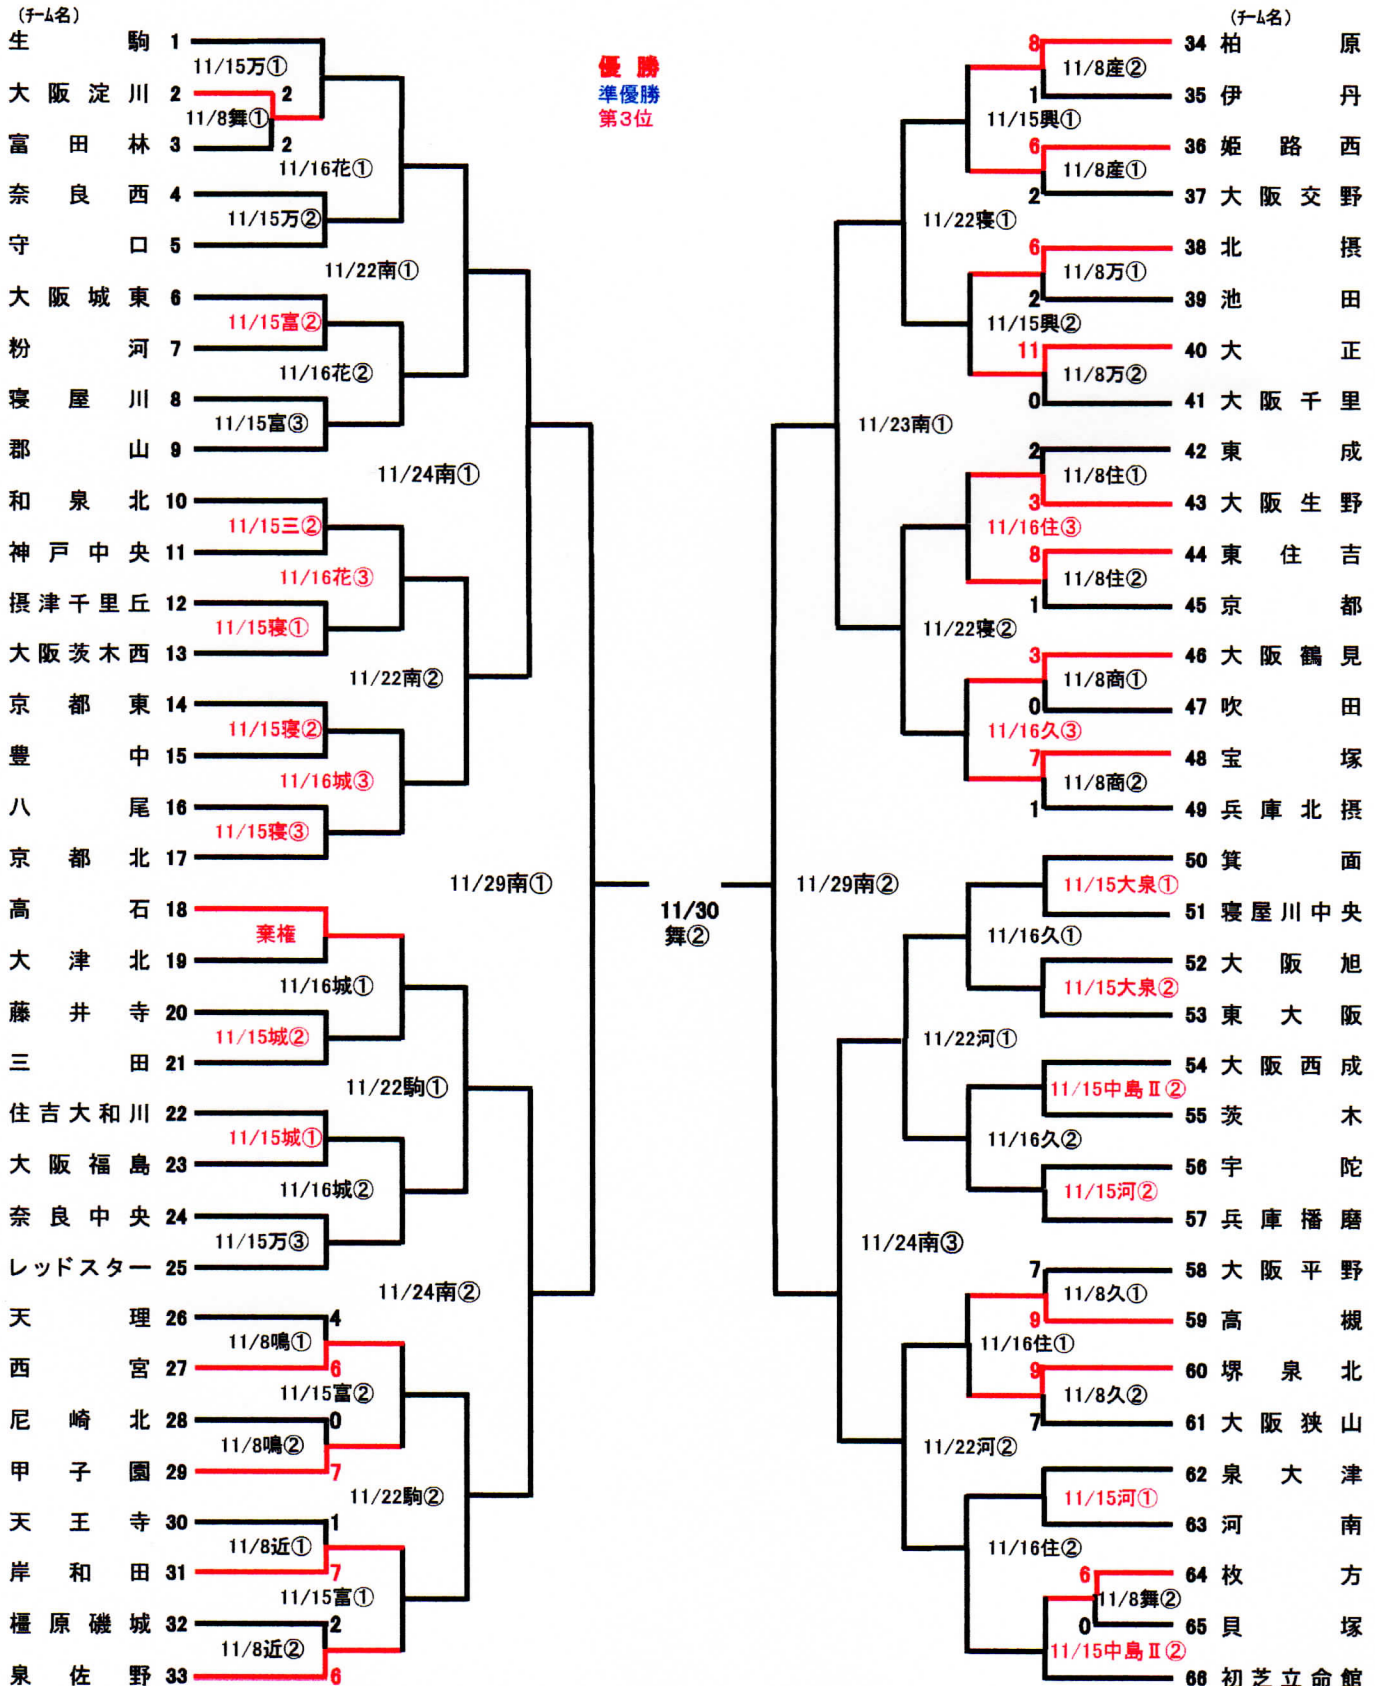 (ﾁｰﾑ名)
生駒 1
11/15万①
大阪淀川 2 2
11/8舞①
富田林 3 2
11/16花①
奈良西 4
11/15万②
守口 5
11/22南①
大阪城東 6
11/15富②
粉河 7
11/16花②
寝屋川 8
11/15富③
郡山 9
11/24南①
和泉北 10
11/15三②
神戸中央 11
11/16花③
摂津千里丘 12
11/15寝①
大阪茨木西 13
11/22南②
京都東 14
11/15寝②
豊中 15
11/16城③
八尾 16
11/15寝③
京都北 17
11/29南①
高石 18
棄権
大津北 19
11/16城①
藤井寺 20
11/15城②
三田 21
11/22駒①
住吉大和川 22
11/15城①
大阪福島 23
11/16城②
奈良中央 24
11/15万③
レッドスター 25
11/24南②
天理 26 4
11/8鳴①
西宮 27 6
11/15富②
尼崎北 28 0
11/8鳴②
甲子園 29 7
11/22駒②
天王寺 30 1
11/8近①
岸和田 31 7
11/15富①
橿原磯城 32 2
11/8近②
泉佐野 33 6
優勝
準優勝
第3位
11/30
舞②
(ﾁｰﾑ名)
8 34 柏原
11/8産②
1 35 伊丹
11/15興①
6 36 姫路西
11/8産①
2 37 大阪交野
11/22寝①
6 38 北摂
11/8万①
2 39 池田
11/15興②
11 40 大正
11/8万②
0 41 大阪千里
11/23南①
2 42 東成
11/8住①
3 43 大阪生野
11/16住③
8 44 東住吉
11/8住②
1 45 京都
11/22寝②
3 46 大阪鶴見
11/8商①
0 47 吹田
11/16久③
7 48 宝塚
11/8商②
1 49 兵庫北摂
11/29南②
50 箕面
11/15大泉①
51 寝屋川中央
11/16久①
52 大阪旭
11/15大泉②
53 東大阪
11/22河①
54 大阪西成
11/15中島Ⅱ②
55 茨木
11/16久②
56 宇陀
11/15河②
57 兵庫播磨
11/24南③
7 58 大阪平野
11/8久①
9 59 高槻
11/16住①
9 60 堺泉北
11/8久②
7 61 大阪狭山
11/22河②
62 泉大津
11/15河①
63 河南
11/16住②
6 64 枚方
11/8舞②
0 65 貝塚
11/15中島Ⅱ②
66 初芝立命館